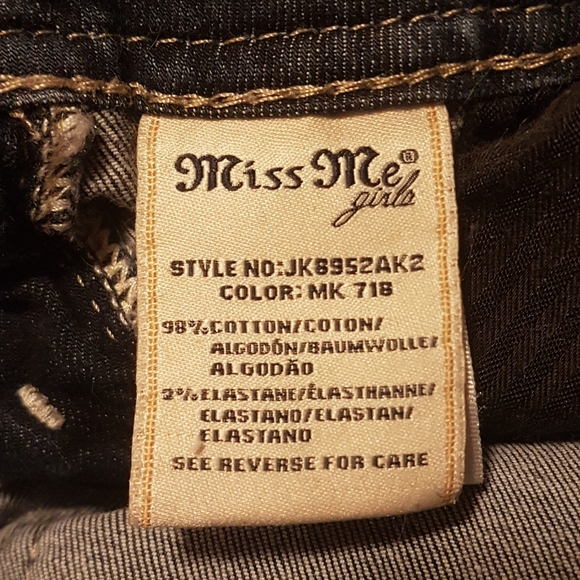 Miss Me®
girls
STYLE NO:JK6952AK2
COLOR: MK 718
98%COTTON/COTON/
ALGODÓN/BAUMWOLLE/
ALGODÃO
2%ELASTANE/ÉLASTHANNE/
ELASTANO/ELASTAN/
ELASTANO
SEE REVERSE FOR CARE